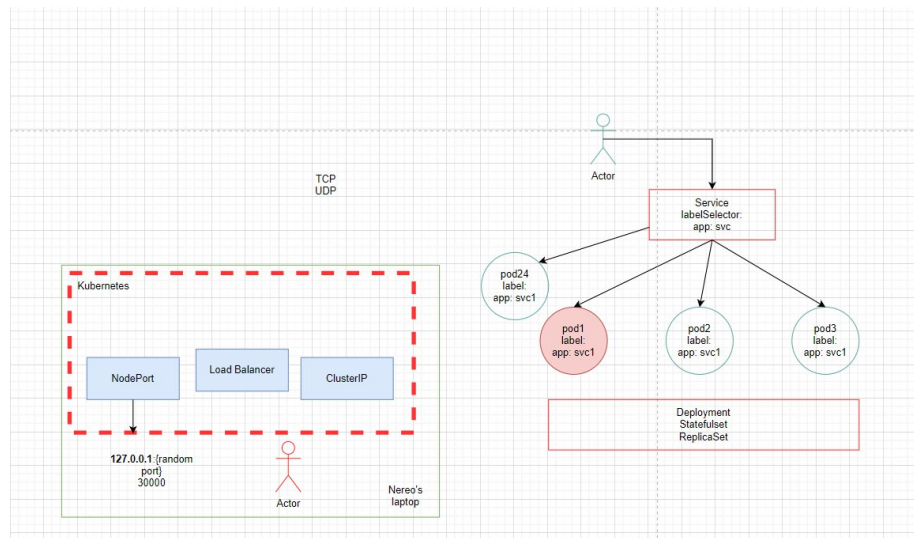 TCP
UDP
Actor
Service
labelSelector:
app: svc
pod24
label:
app: svc1
pod1
label:
app: svc1
pod2
label:
app: svc1
pod3
label:
app: svc1
Deployment
Statefulset
ReplicaSet
Kubernetes
NodePort
Load Balancer
ClusterIP
127.0.0.1:{random
port}
30000
Actor
Nereo's
laptop